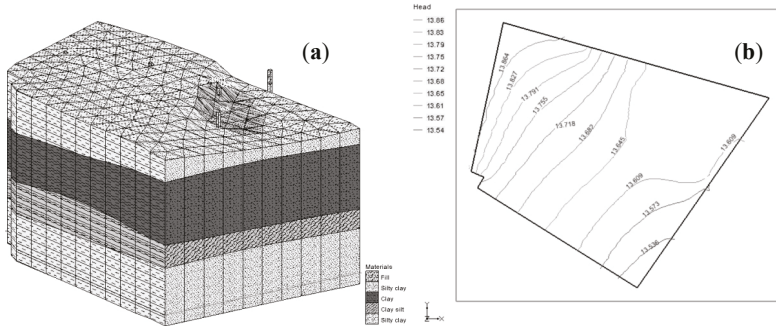 (a)
Materials
Fill
Silty clay
Clay
Clay silt
Silty clay
Y
Z
X
Head
13.86
13.83
13.79
13.75
13.72
13.68
13.65
13.61
13.57
13.54
(b)
13.864
13.827
13.791
13.755
13.718
13.682
13.645
13.609
13.609
13.573
13.536